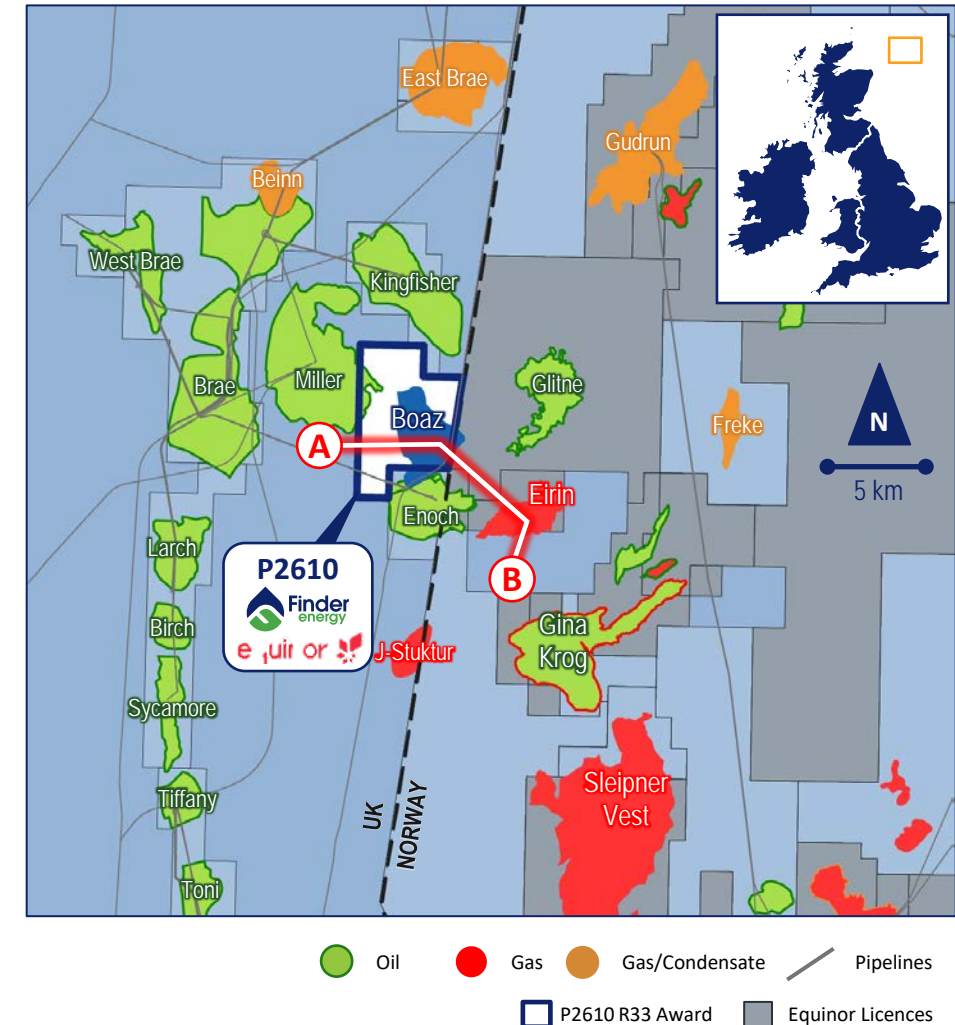 East Brae
Gudrun
Beinn
West Brae
Kingfisher
Miller
Brae
Glitne
Boaz
Freke
N
5 km
A
Eirin
Enoch
B
Larch
P2610
Finder
energy
e uin or
J-Stuktur
Birch
Gina
Krog
Sycamore
Sleipner
Vest
Tiffany
UK
NORWAY
Toni
Oil
Gas
Gas/Condensate
Pipelines
P2610 R33 Award
Equinor Licences